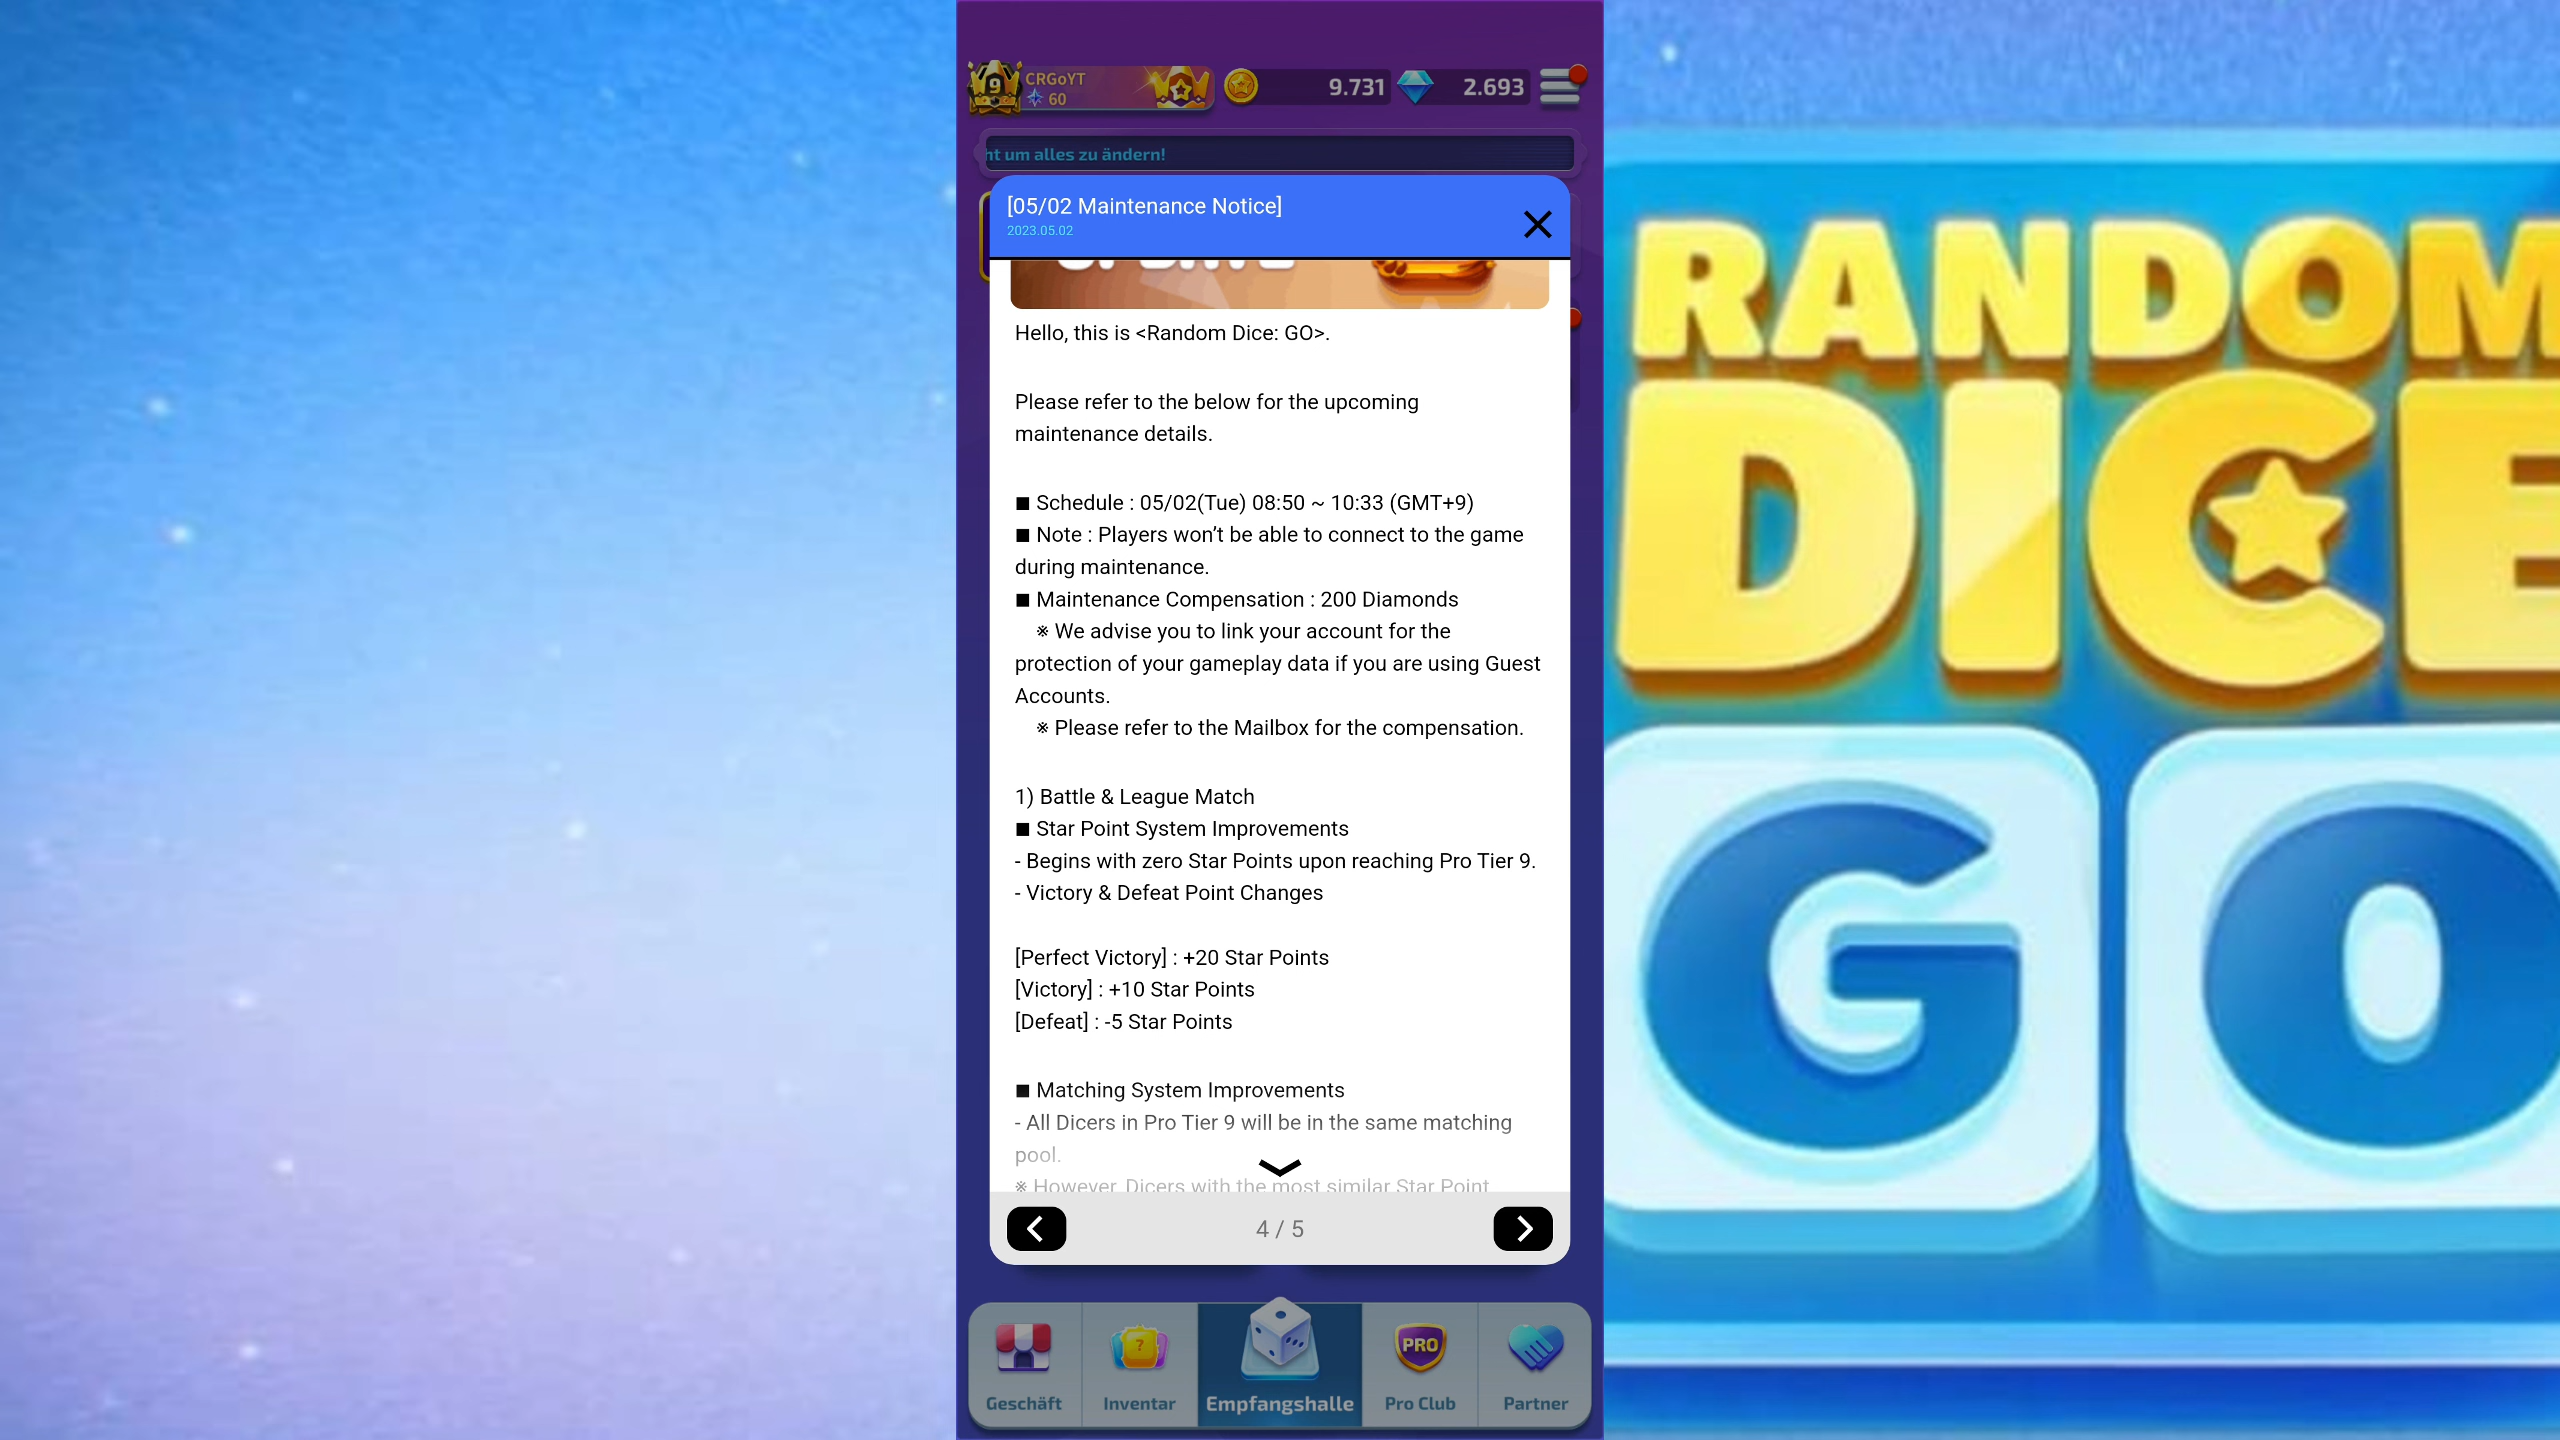 9
CRGoYT
60
9.731
2.693
ht um alles zu ändern!
[05/02 Maintenance Notice]
2023.05.02
Hello, this is <Random Dice: GO>.
Please refer to the below for the upcoming
maintenance details.
■ Schedule : 05/02(Tue) 08:50 ~ 10:33 (GMT+9)
■ Note : Players won’t be able to connect to the game
during maintenance.
■ Maintenance Compensation : 200 Diamonds
※ We advise you to link your account for the
protection of your gameplay data if you are using Guest
Accounts.
※ Please refer to the Mailbox for the compensation.
1) Battle & League Match
■ Star Point System Improvements
- Begins with zero Star Points upon reaching Pro Tier 9.
- Victory & Defeat Point Changes
[Perfect Victory] : +20 Star Points
[Victory] : +10 Star Points
[Defeat] : -5 Star Points
■ Matching System Improvements
- All Dicers in Pro Tier 9 will be in the same matching
pool.
※ However, Dicers with the most similar Star Point
4 / 5
Geschäft
Inventar
Empfangshalle
PRO
Pro Club
Partner
RANDOM
DICE
GO